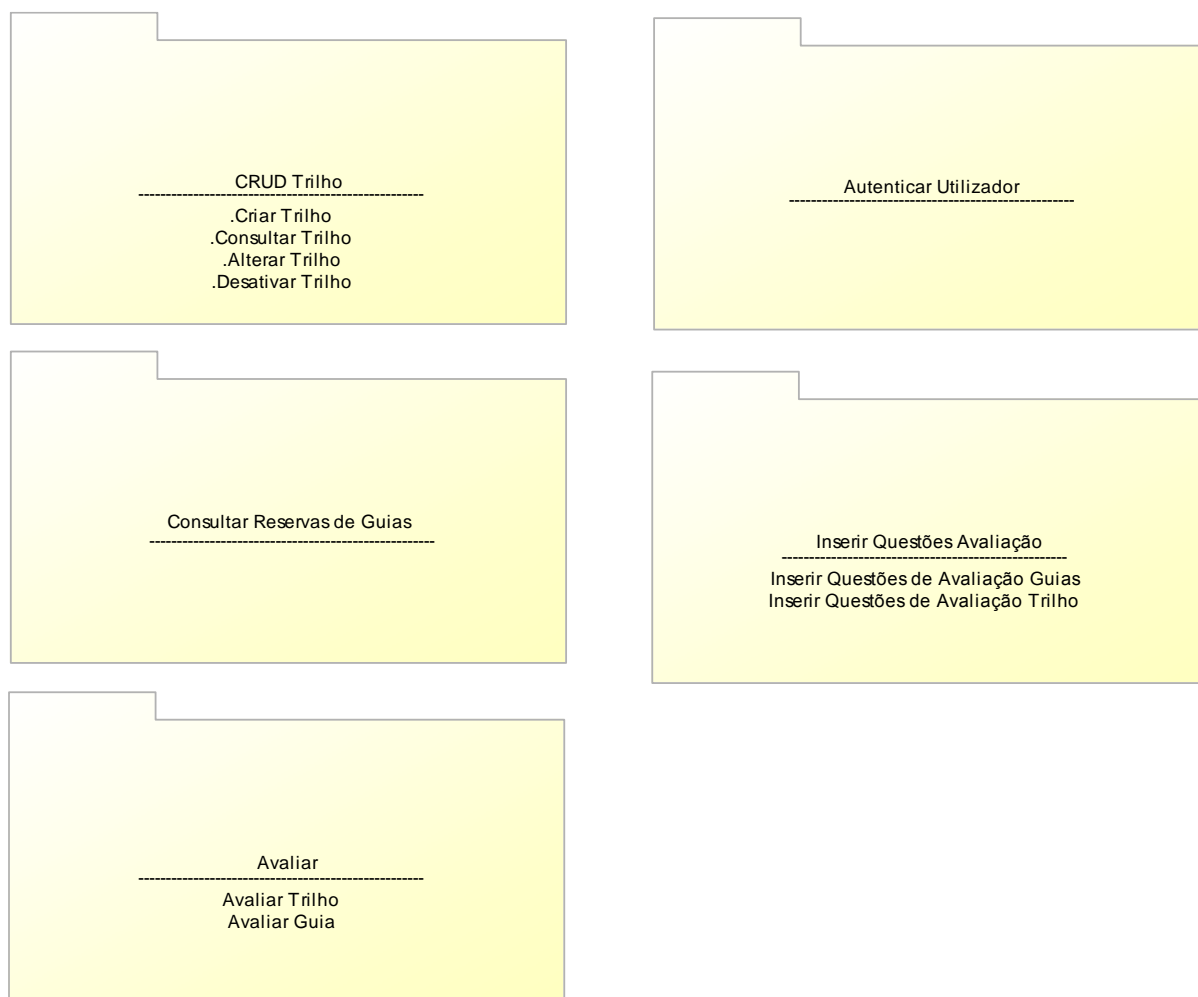 CRUD Trilho
----------------------------------------------------
.Criar Trilho
.Consultar Trilho
.Alterar Trilho
.Desativar Trilho
Autenticar Utilizador
----------------------------------------------------
Consultar Reservas de Guias
----------------------------------------------------
Inserir Questões Avaliação
----------------------------------------------------
Inserir Questões de Avaliação Guias
Inserir Questões de Avaliação Trilho
Avaliar
----------------------------------------------------
Avaliar Trilho
Avaliar Guia